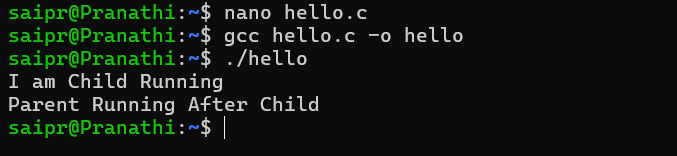 saipr@Pranathi:~$ nano hello.c
saipr@Pranathi:~$ gcc hello.c -o hello
saipr@Pranathi:~$ ./hello
I am Child Running
Parent Running After Child
saipr@Pranathi:~$